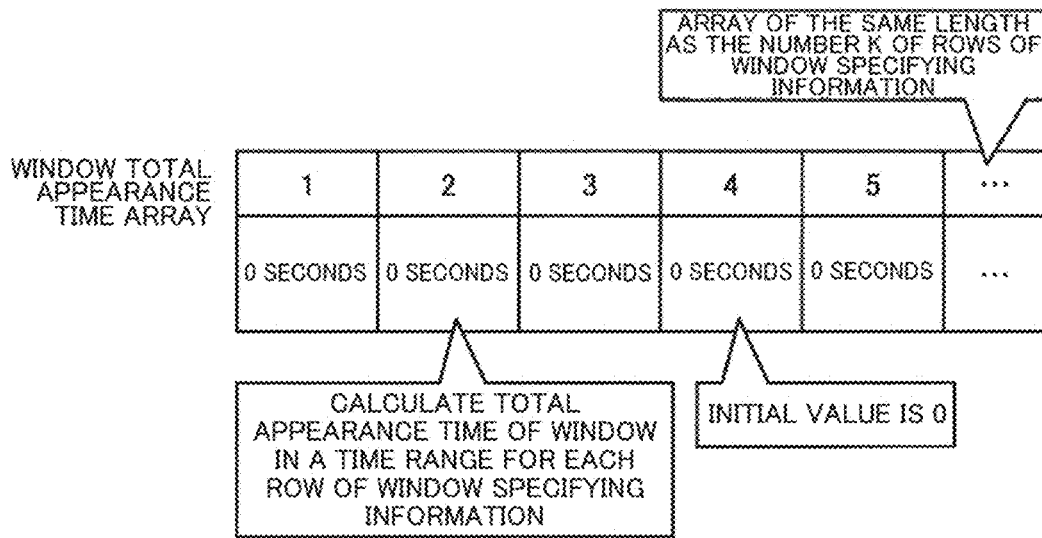 ARRAY OF THE SAME LENGTH
AS THE NUMBER K OF ROWS OF
WINDOW SPECIFYING
INFORMATION
WINDOW TOTAL
APPEARANCE
TIME ARRAY
1 2 3 4 5 ...
0 SECONDS 0 SECONDS 0 SECONDS 0 SECONDS 0 SECONDS ...
CALCULATE TOTAL
APPEARANCE TIME OF WINDOW
IN A TIME RANGE FOR EACH
ROW OF WINDOW SPECIFYING
INFORMATION
INITIAL VALUE IS 0